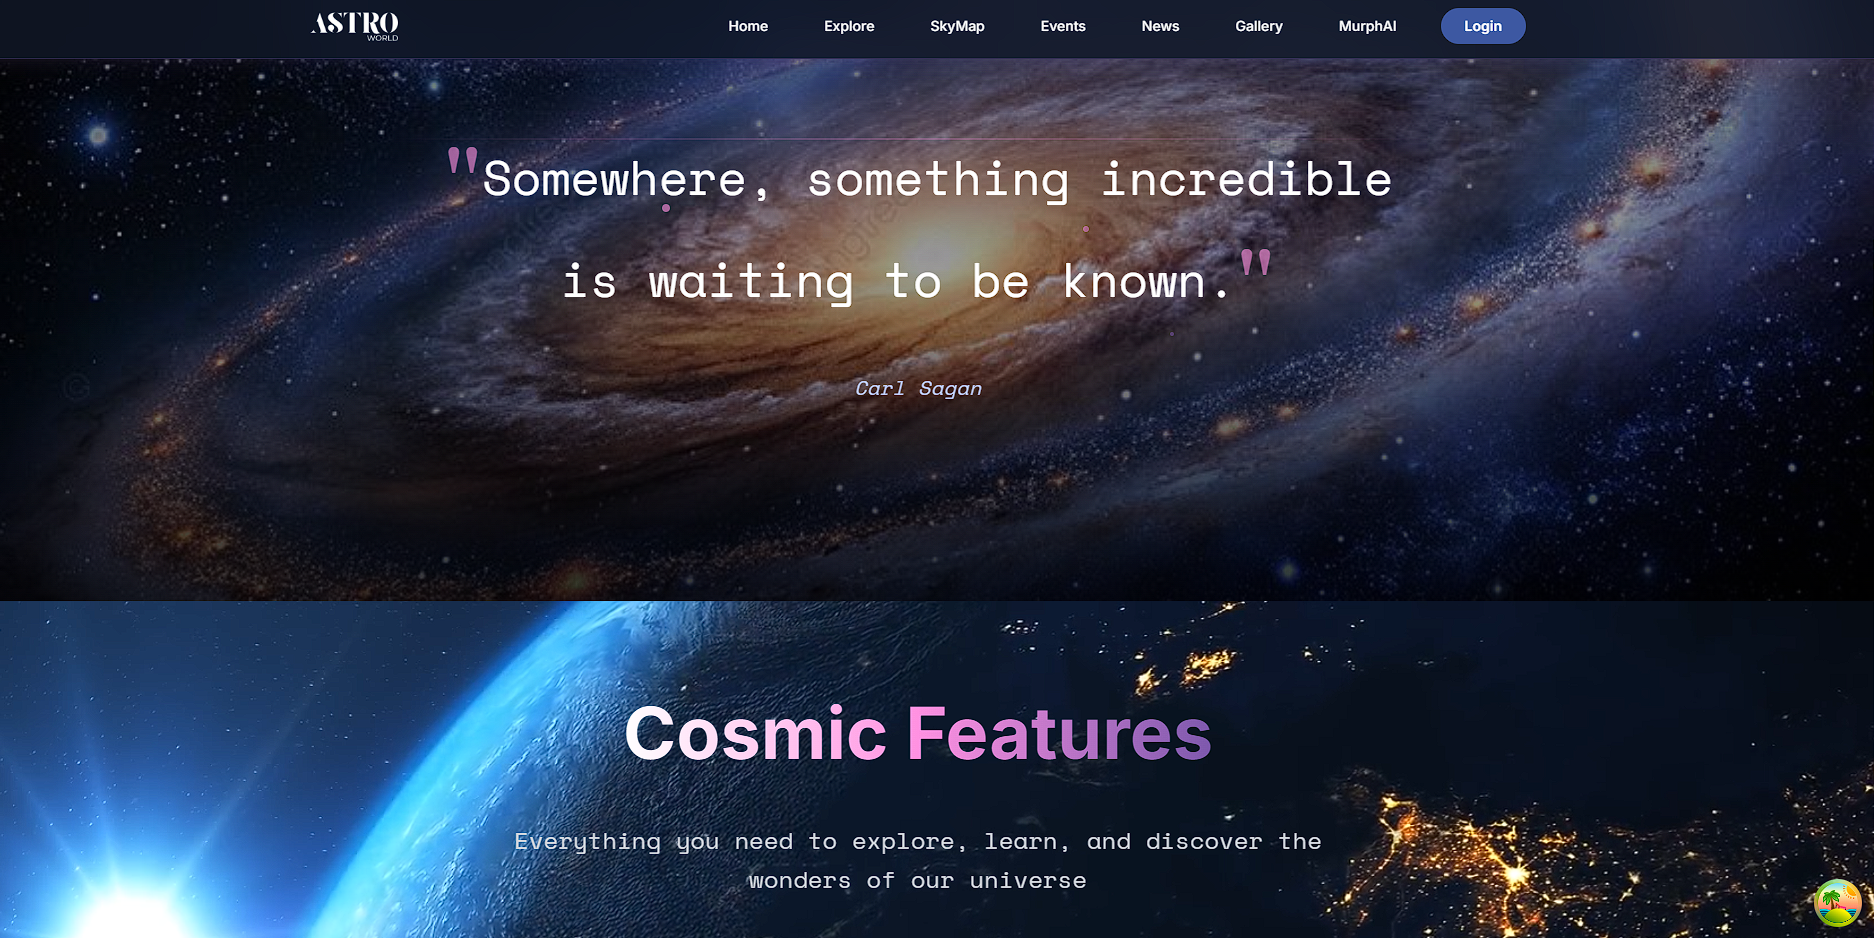 ASTRO
WORLD
Home Explore SkyMap Events News Gallery MurphAI Login
"Somewhere, something incredible
is waiting to be known."
Carl Sagan
Cosmic Features
Everything you need to explore, learn, and discover the
wonders of our universe